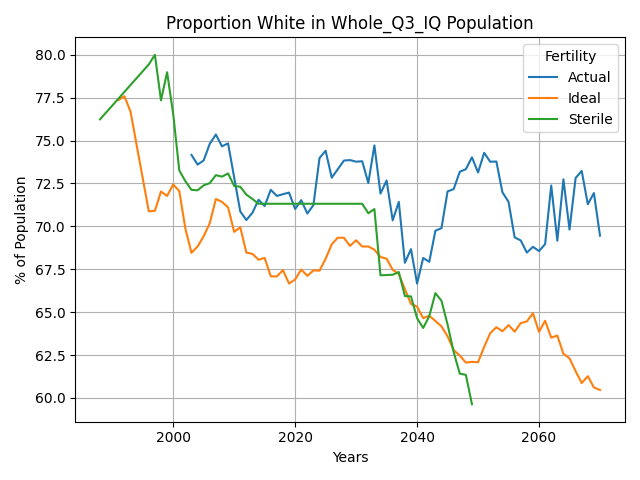 Proportion White in Whole_Q3_IQ Population
% of Population
80.0
77.5
75.0
72.5
70.0
67.5
65.0
62.5
60.0
Fertility
Actual
Ideal
Sterile
2000
2020
2040
2060
Years